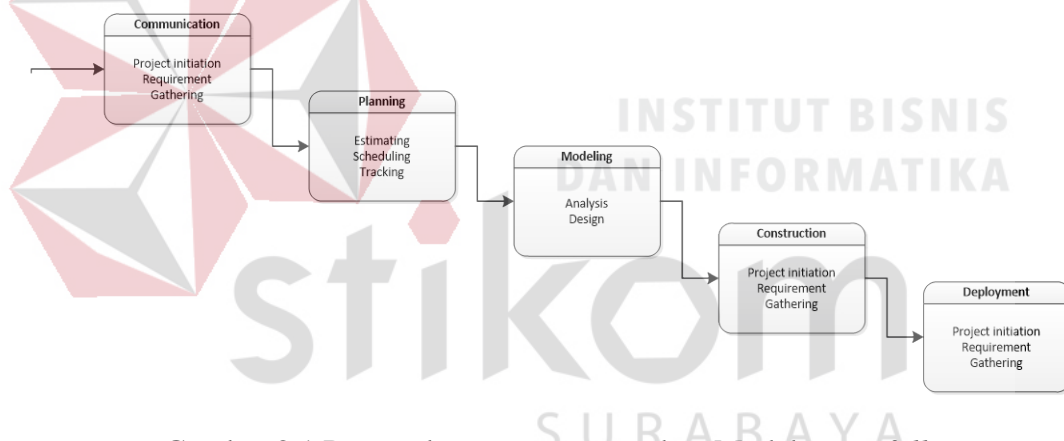 Communication
Project initiation
Requirement
Gathering
Planning
Estimating
Scheduling
Tracking
Modeling
Analysis
Design
Construction
Project initiation
Requirement
Gathering
Deployment
Project initiation
Requirement
Gathering
INSTITUT BISNIS
DAN INFORMATIKA
stikom
SURABAYA